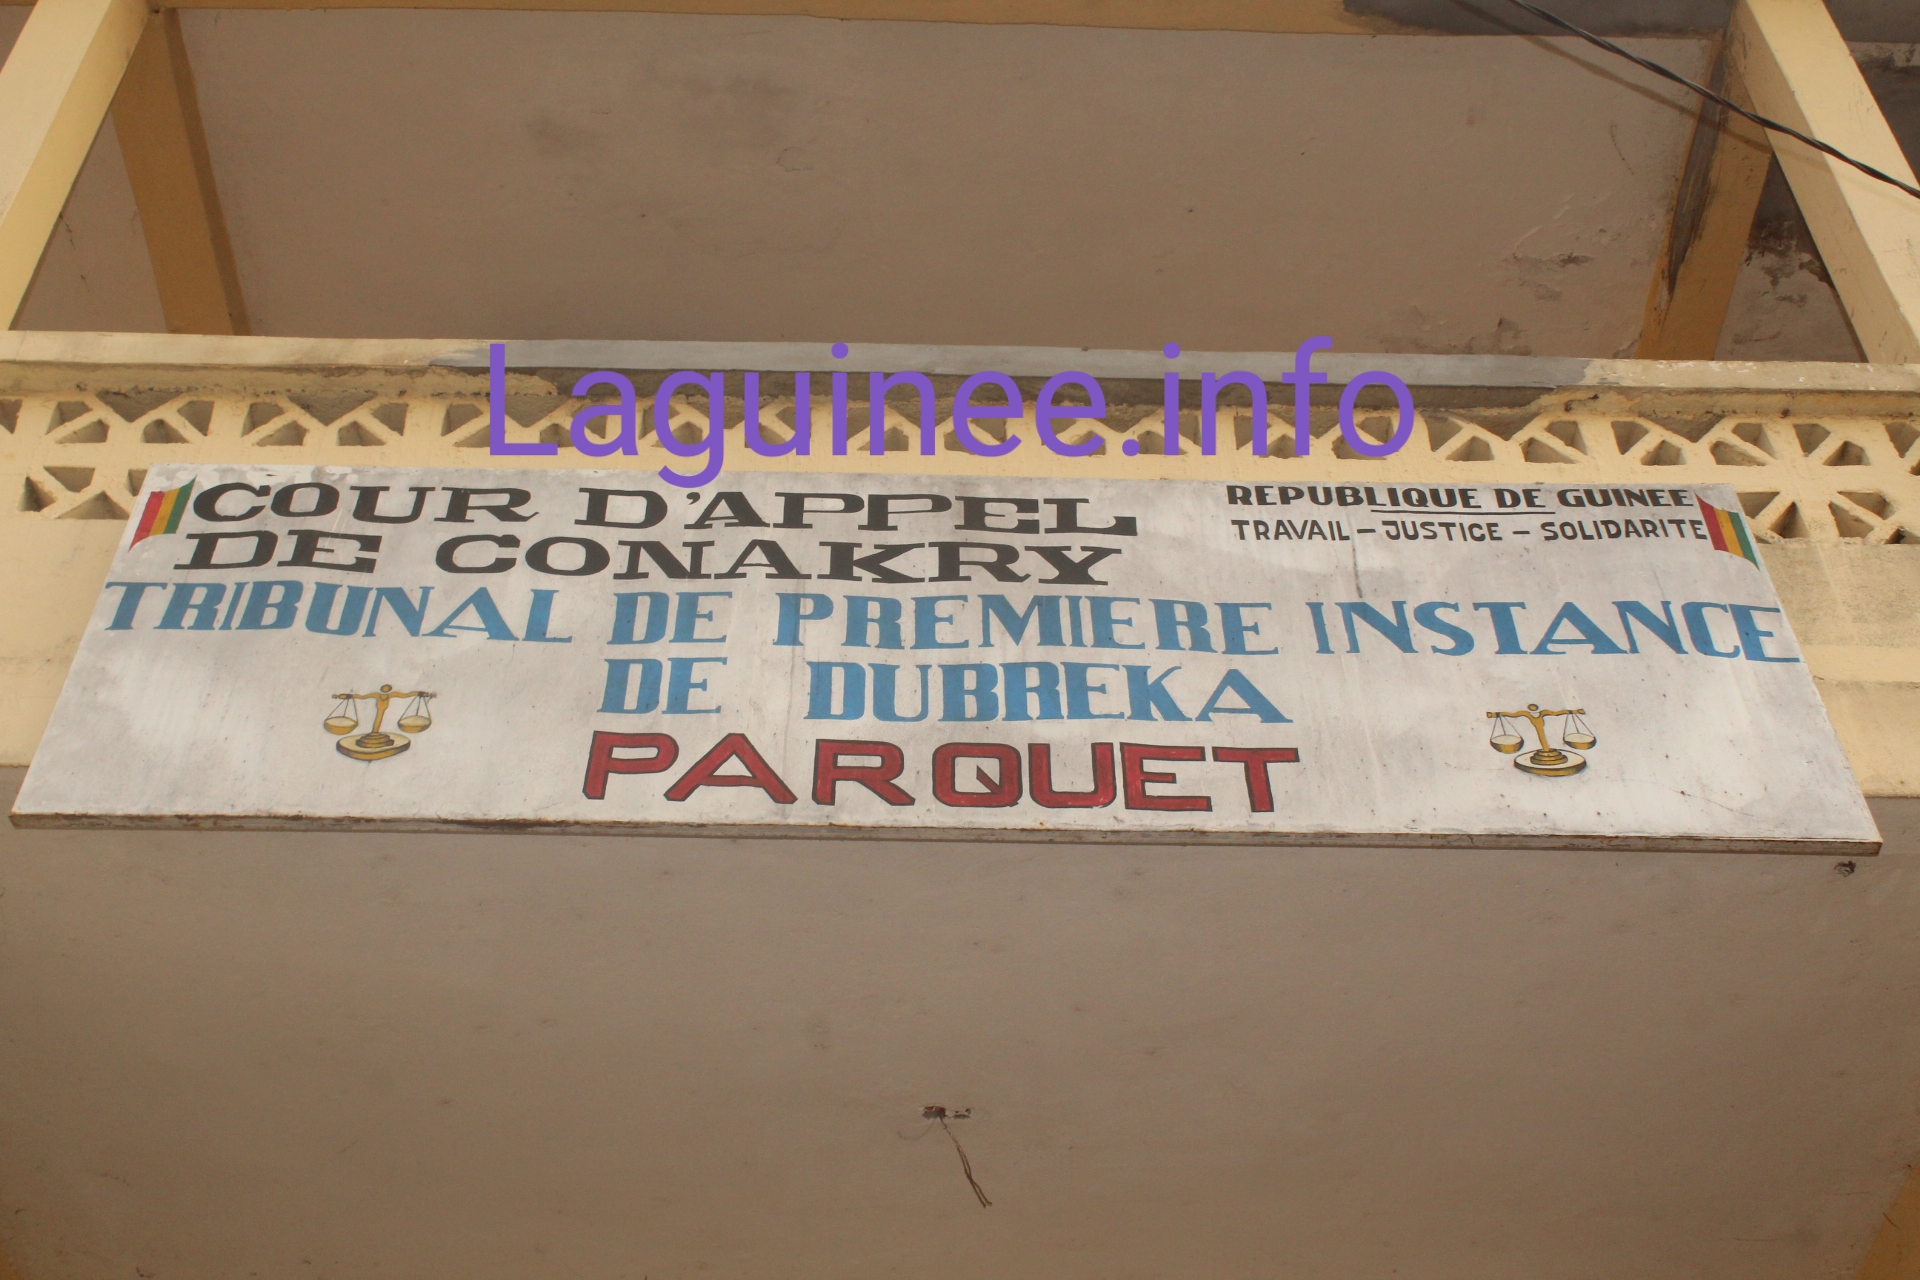 Laguinee.info
COUR D'APPEL
DE CONAKRY
REPUBLIQUE DE GUINEE
TRAVAIL - JUSTICE - SOLIDARITE
TRIBUNAL DE PREMIERE INSTANCE
DE DUBREKA
PARQUET